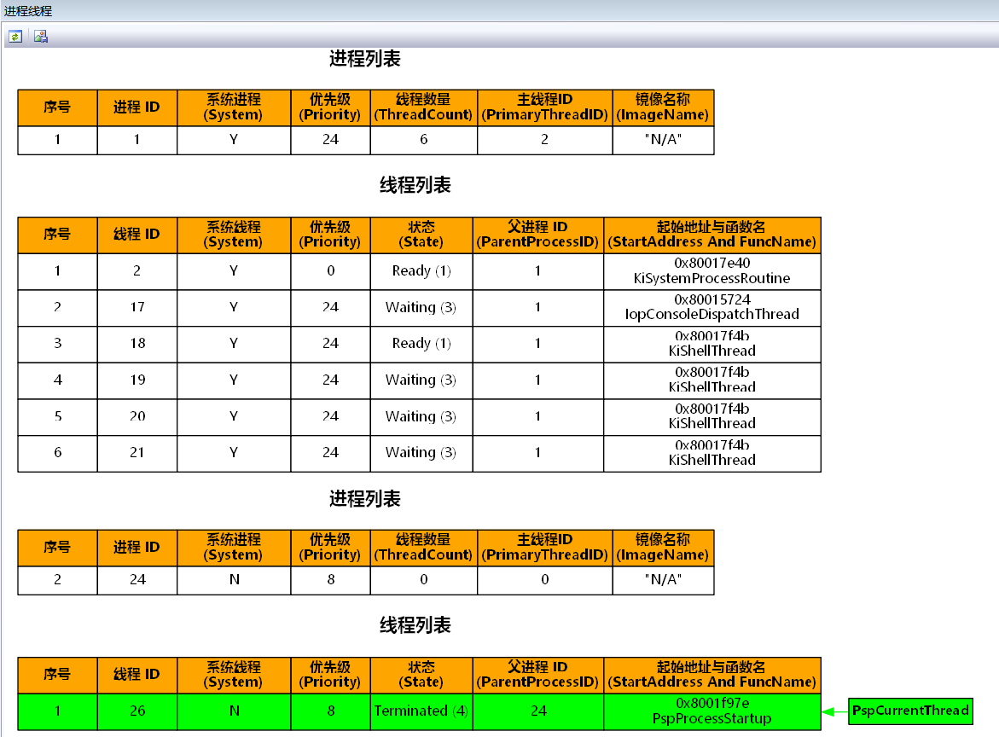 进程线程
进程列表
序号 进程 ID 系统进程 (System) 优先级 (Priority) 线程数量 (ThreadCount) 主线程ID (PrimaryThreadID) 镜像名称 (ImageName)
1 1 Y 24 6 2 "N/A"
线程列表
序号 线程 ID 系统线程 (System) 优先级 (Priority) 状态 (State) 父进程 ID (ParentProcessID) 起始地址与函数名 (StartAddress And FuncName)
1 2 Y 0 Ready (1) 1 0x80017e40 KiSystemProcessRoutine
2 17 Y 24 Waiting (3) 1 0x80015724 IopConsoleDispatchThread
3 18 Y 24 Ready (1) 1 0x80017f4b KiShellThread
4 19 Y 24 Waiting (3) 1 0x80017f4b KiShellThread
5 20 Y 24 Waiting (3) 1 0x80017f4b KiShellThread
6 21 Y 24 Waiting (3) 1 0x80017f4b KiShellThread
进程列表
序号 进程 ID 系统进程 (System) 优先级 (Priority) 线程数量 (ThreadCount) 主线程ID (PrimaryThreadID) 镜像名称 (ImageName)
2 24 N 8 0 0 "N/A"
线程列表
序号 线程 ID 系统线程 (System) 优先级 (Priority) 状态 (State) 父进程 ID (ParentProcessID) 起始地址与函数名 (StartAddress And FuncName)
1 26 N 8 Terminated (4) 24 0x8001f97e PspProcessStartup PspCurrentThread